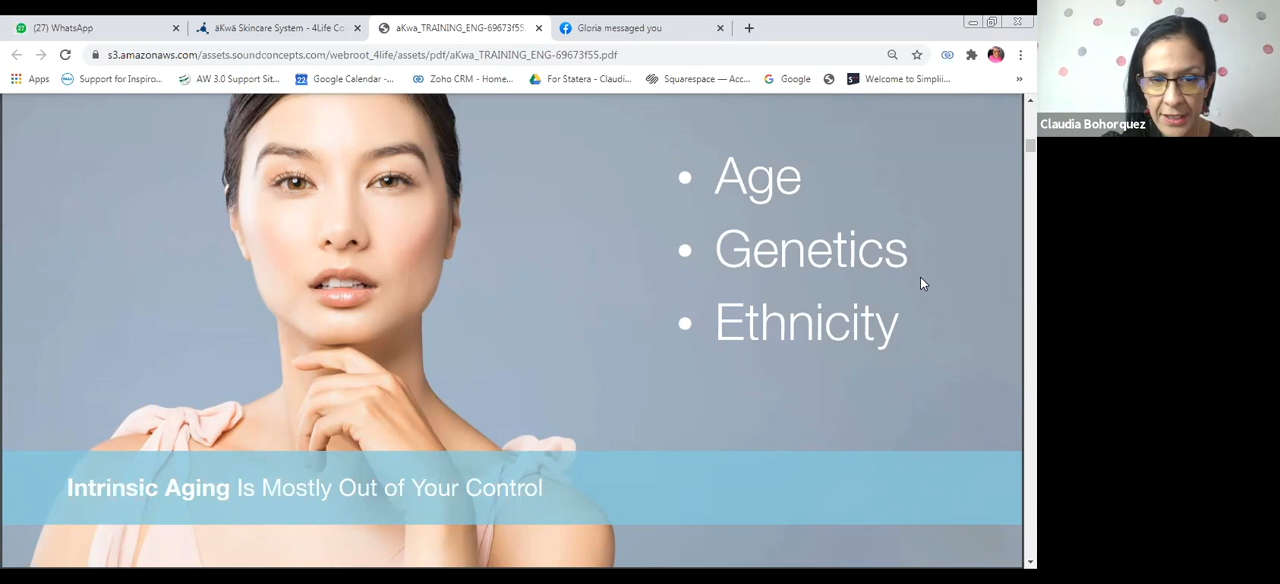 (27) WhatsApp
äKwä Skincare System - 4Life Co
aKwa_TRAINING_ENG-69673f55.
Gloria messaged you
s3.amazonaws.com/assets.soundconcepts.com/webroot_4life/assets/pdf/aKwa_TRAINING_ENG-69673f55.pdf
Apps
Support for Inspiro...
AW 3.0 Support Sit...
22
Google Calendar -...
Zoho CRM - Home...
For Statera - Claudi...
Squarespace — Acc...
Google
Welcome to Simplii...
»
Claudia Bohorquez
• Age
• Genetics
• Ethnicity
Intrinsic Aging Is Mostly Out of Your Control